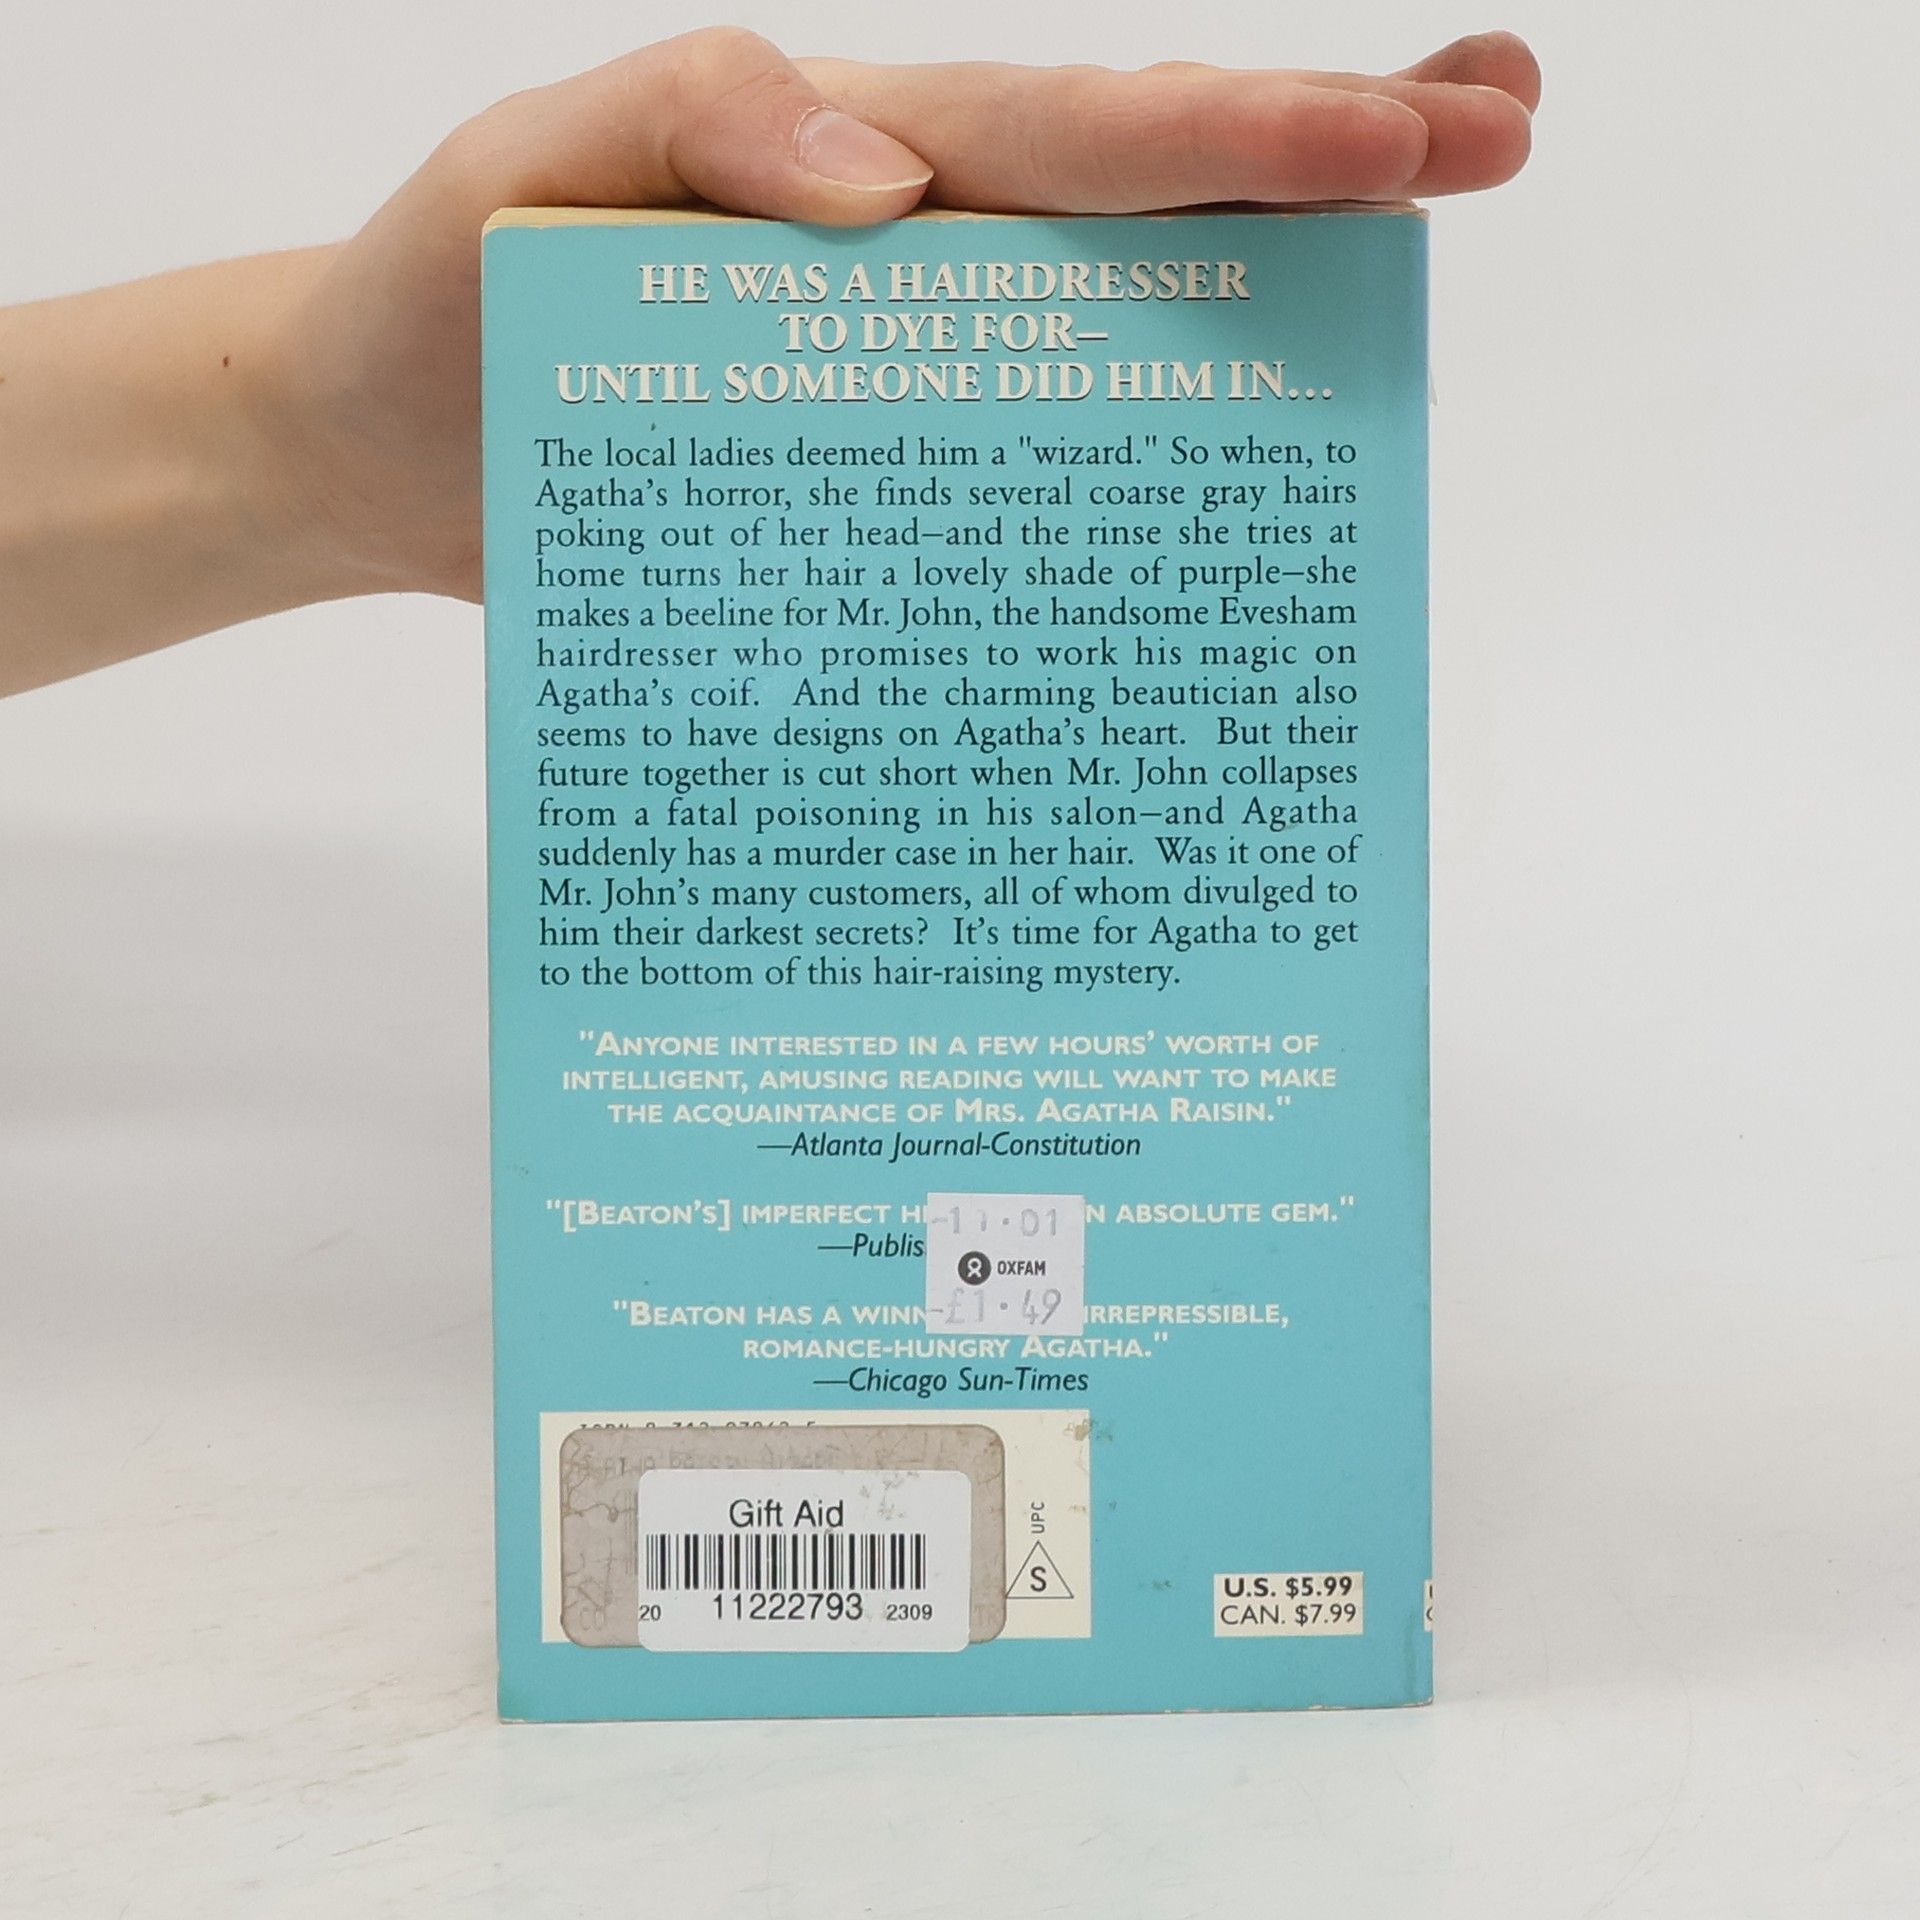 HE WAS A HAIRDRESSER
TO DYE FOR—
UNTIL SOMEONE DID HIM IN...
The local ladies deemed him a "wizard." So when, to
Agatha's horror, she finds several coarse gray hairs
poking out of her head—and the rinse she tries at
home turns her hair a lovely shade of purple—she
makes a beeline for Mr. John, the handsome Evesham
hairdresser who promises to work his magic on
Agatha's coif. And the charming beautician also
seems to have designs on Agatha's heart. But their
future together is cut short when Mr. John collapses
from a fatal poisoning in his salon—and Agatha
suddenly has a murder case in her hair. Was it one of
Mr. John's many customers, all of whom divulged to
him their darkest secrets? It's time for Agatha to get
to the bottom of this hair-raising mystery.
"ANYONE INTERESTED IN A FEW HOURS' WORTH OF
INTELLIGENT, AMUSING READING WILL WANT TO MAKE
THE ACQUAINTANCE OF MRS. AGATHA RAISIN."
—Atlanta Journal-Constitution
"[BEATON'S] IMPERFECT ABSOLUTE GEM."
OXFAM
£1.49
"BEATON HAS A IRREPRESSIBLE,
ROMANCE-HUNGRY AGATHA."
—Chicago Sun-Times
Gift Aid
20 11222793 2309
UPC
S
U.S. $5.99
CAN. $7.99